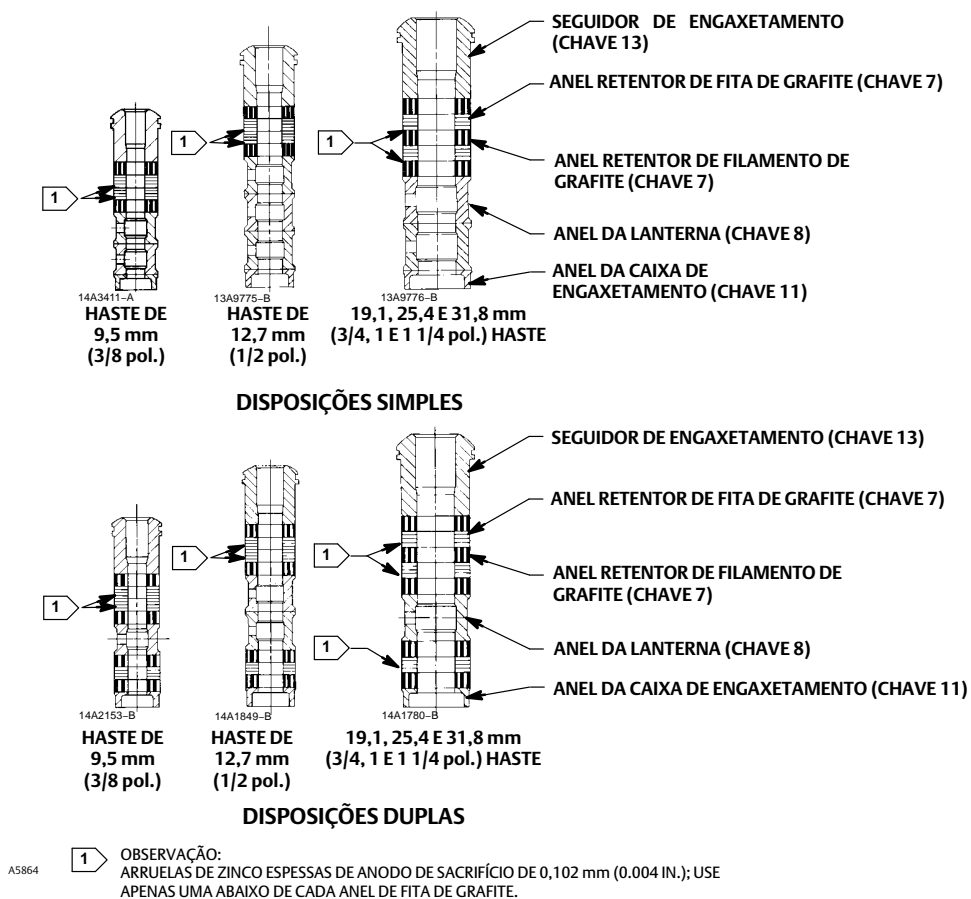 SEGUIDOR DE ENGAXETAMENTO
(CHAVE 13)
ANEL RETENTOR DE FITA DE GRAFITE (CHAVE 7)
1
1
1
ANEL RETENTOR DE FILAMENTO DE
GRAFITE (CHAVE 7)
ANEL DA LANTERNA (CHAVE 8)
ANEL DA CAIXA DE
ENGAXETAMENTO (CHAVE 11)
14A3411-A
13A9775-B
13A9776-B
HASTE DE
9,5 mm
(3/8 pol.)
HASTE DE
12,7 mm
(1/2 pol.)
19,1, 25,4 E 31,8 mm
(3/4, 1 E 1 1/4 pol.) HASTE
DISPOSIÇÕES SIMPLES
SEGUIDOR DE ENGAXETAMENTO (CHAVE 13)
ANEL RETENTOR DE FITA DE GRAFITE (CHAVE 7)
1
1
1
ANEL RETENTOR DE FILAMENTO DE
GRAFITE (CHAVE 7)
1
ANEL DA LANTERNA (CHAVE 8)
ANEL DA CAIXA DE ENGAXETAMENTO (CHAVE 11)
14A2153-B
14A1849-B
14A1780-B
HASTE DE
9,5 mm
(3/8 pol.)
HASTE DE
12,7 mm
(1/2 pol.)
19,1, 25,4 E 31,8 mm
(3/4, 1 E 1 1/4 pol.) HASTE
DISPOSIÇÕES DUPLAS
A5864
1
OBSERVAÇÃO:
ARRUELAS DE ZINCO ESPESSAS DE ANODO DE SACRIFÍCIO DE 0,102 mm (0.004 IN.); USE
APENAS UMA ABAIXO DE CADA ANEL DE FITA DE GRAFITE.